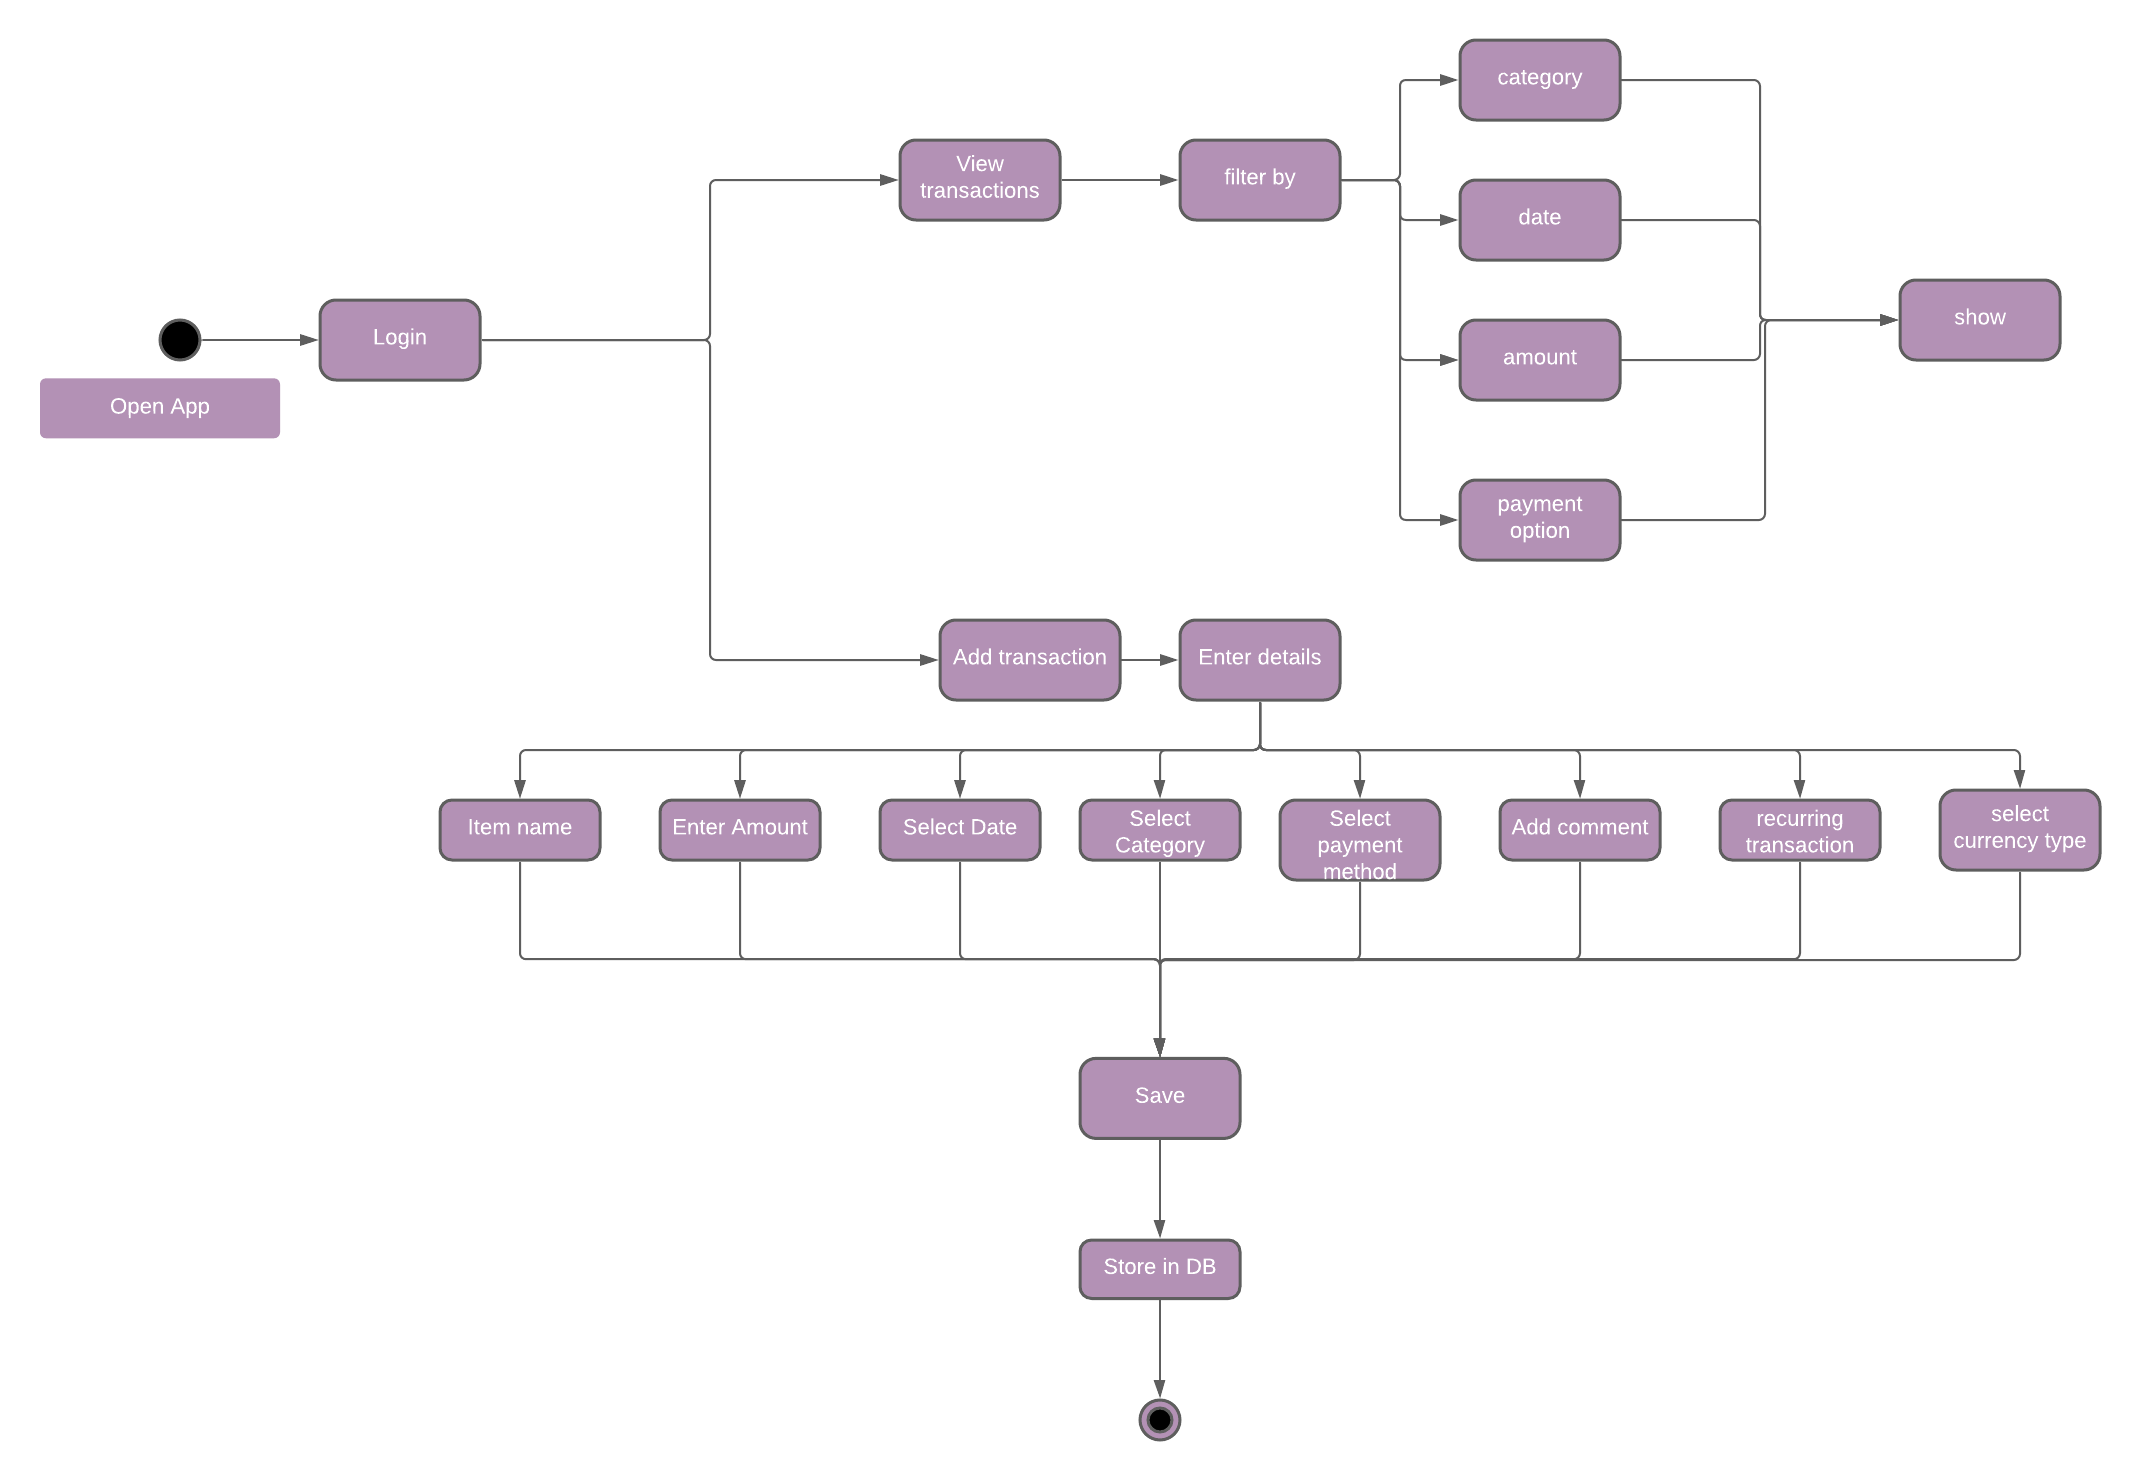 category
View
transactions
filter by
date
show
Login
amount
Open App
payment
option
Add transaction
Enter details
Item name
Enter Amount
Select Date
Select
Category
Select
payment
method
Add comment
recurring
transaction
select
currency type
Save
Store in DB